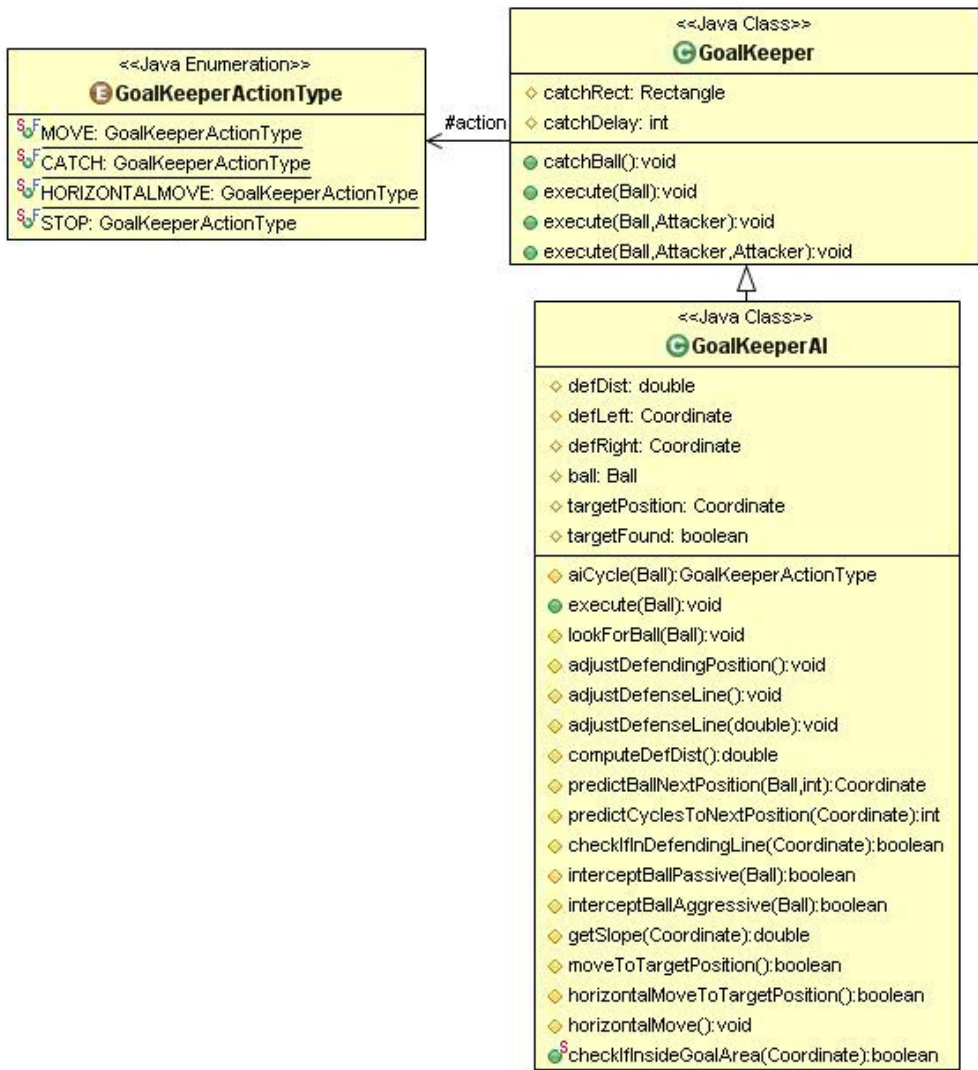 <<Java Enumeration>>
GoalKeeperActionType
MOVE: GoalKeeperActionType
CATCH: GoalKeeperActionType
HORIZONTALMOVE: GoalKeeperActionType
STOP: GoalKeeperActionType
#action
<<Java Class>>
GoalKeeper
catchRect: Rectangle
catchDelay: int
catchBall():void
execute(Ball):void
execute(Ball,Attacker):void
execute(Ball,Attacker,Attacker):void
<<Java Class>>
GoalKeeperAI
defDist: double
defLeft: Coordinate
defRight: Coordinate
ball: Ball
targetPosition: Coordinate
targetFound: boolean
aiCycle(Ball):GoalKeeperActionType
execute(Ball):void
lookForBall(Ball):void
adjustDefendingPosition():void
adjustDefenseLine():void
adjustDefenseLine(double):void
computeDefDist():double
predictBallNextPosition(Ball,int):Coordinate
predictCyclesToNextPosition(Coordinate):int
checkIfInDefendingLine(Coordinate):boolean
interceptBallPassive(Ball):boolean
interceptBallAggressive(Ball):boolean
getSlope(Coordinate):double
moveToTargetPosition():boolean
horizontalMoveToTargetPosition():boolean
horizontalMove():void
checkIfInsideGoalArea(Coordinate):boolean